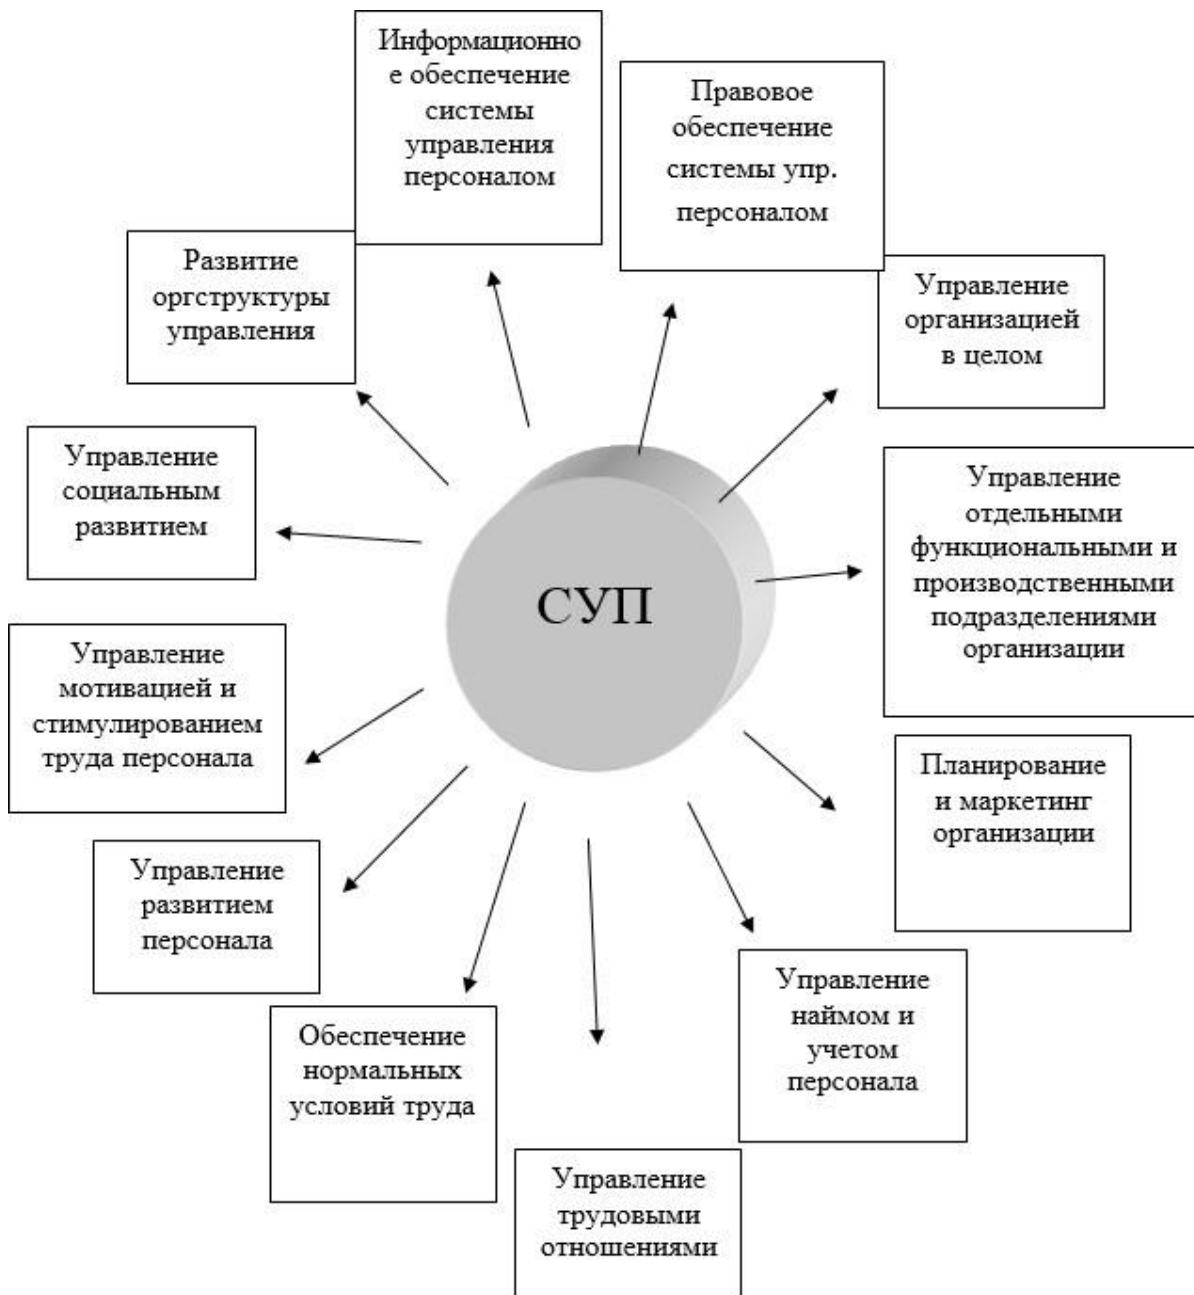 Информационно
е обеспечение
системы
управления
персоналом
Правовое
обеспечение
системы упр.
персоналом
Развитие
оргструктуры
управления
Управление
организацией
в целом
Управление
социальным
развитием
Управление
отдельными
функциональными и
производственными
подразделениями
организации
СУП
Управление
мотивацией и
стимулированием
труда персонала
Планирование
и маркетинг
организации
Управление
развитием
персонала
Управление
наймом и
учетом
персонала
Обеспечение
нормальных
условий труда
Управление
трудовыми
отношениями